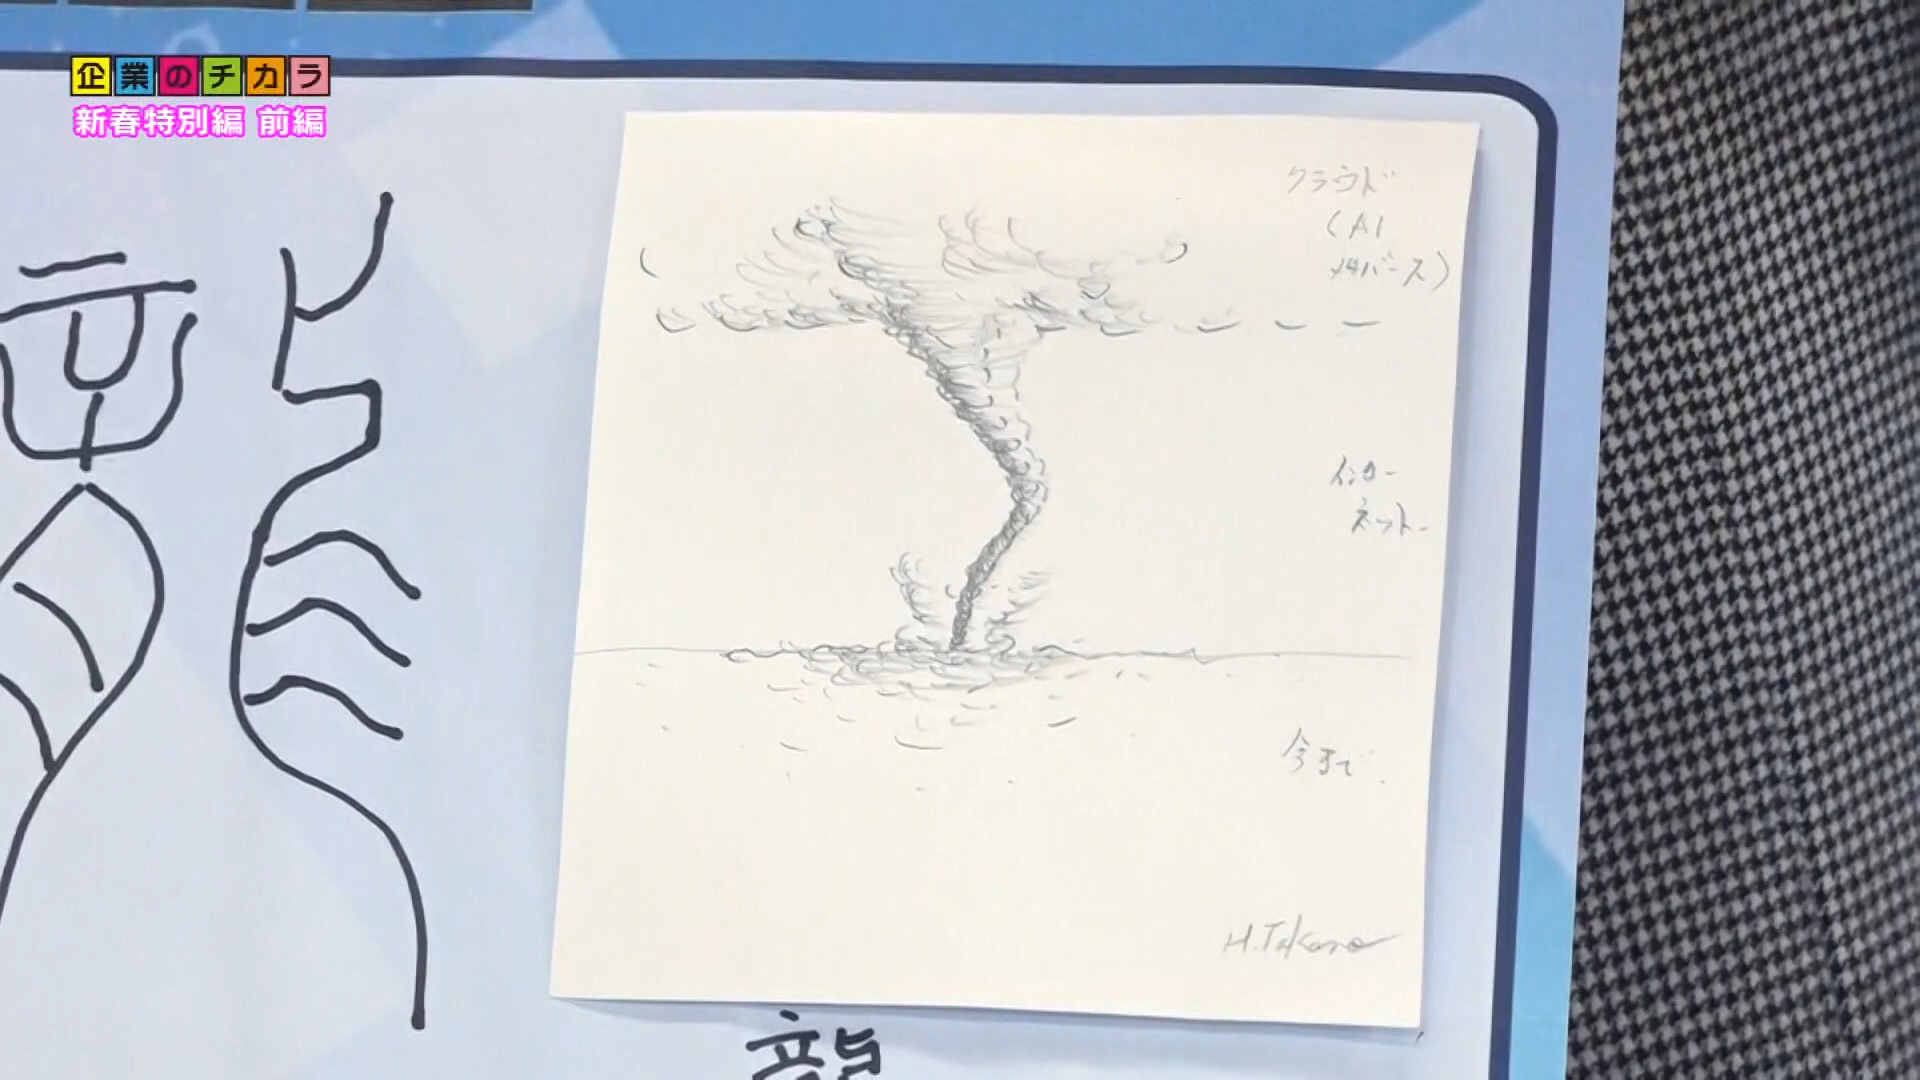 企業のチカラ
新春特別編 前編
クラウド
(AI
メタバース)
インター
ネット
今まで
H.Takano
龍